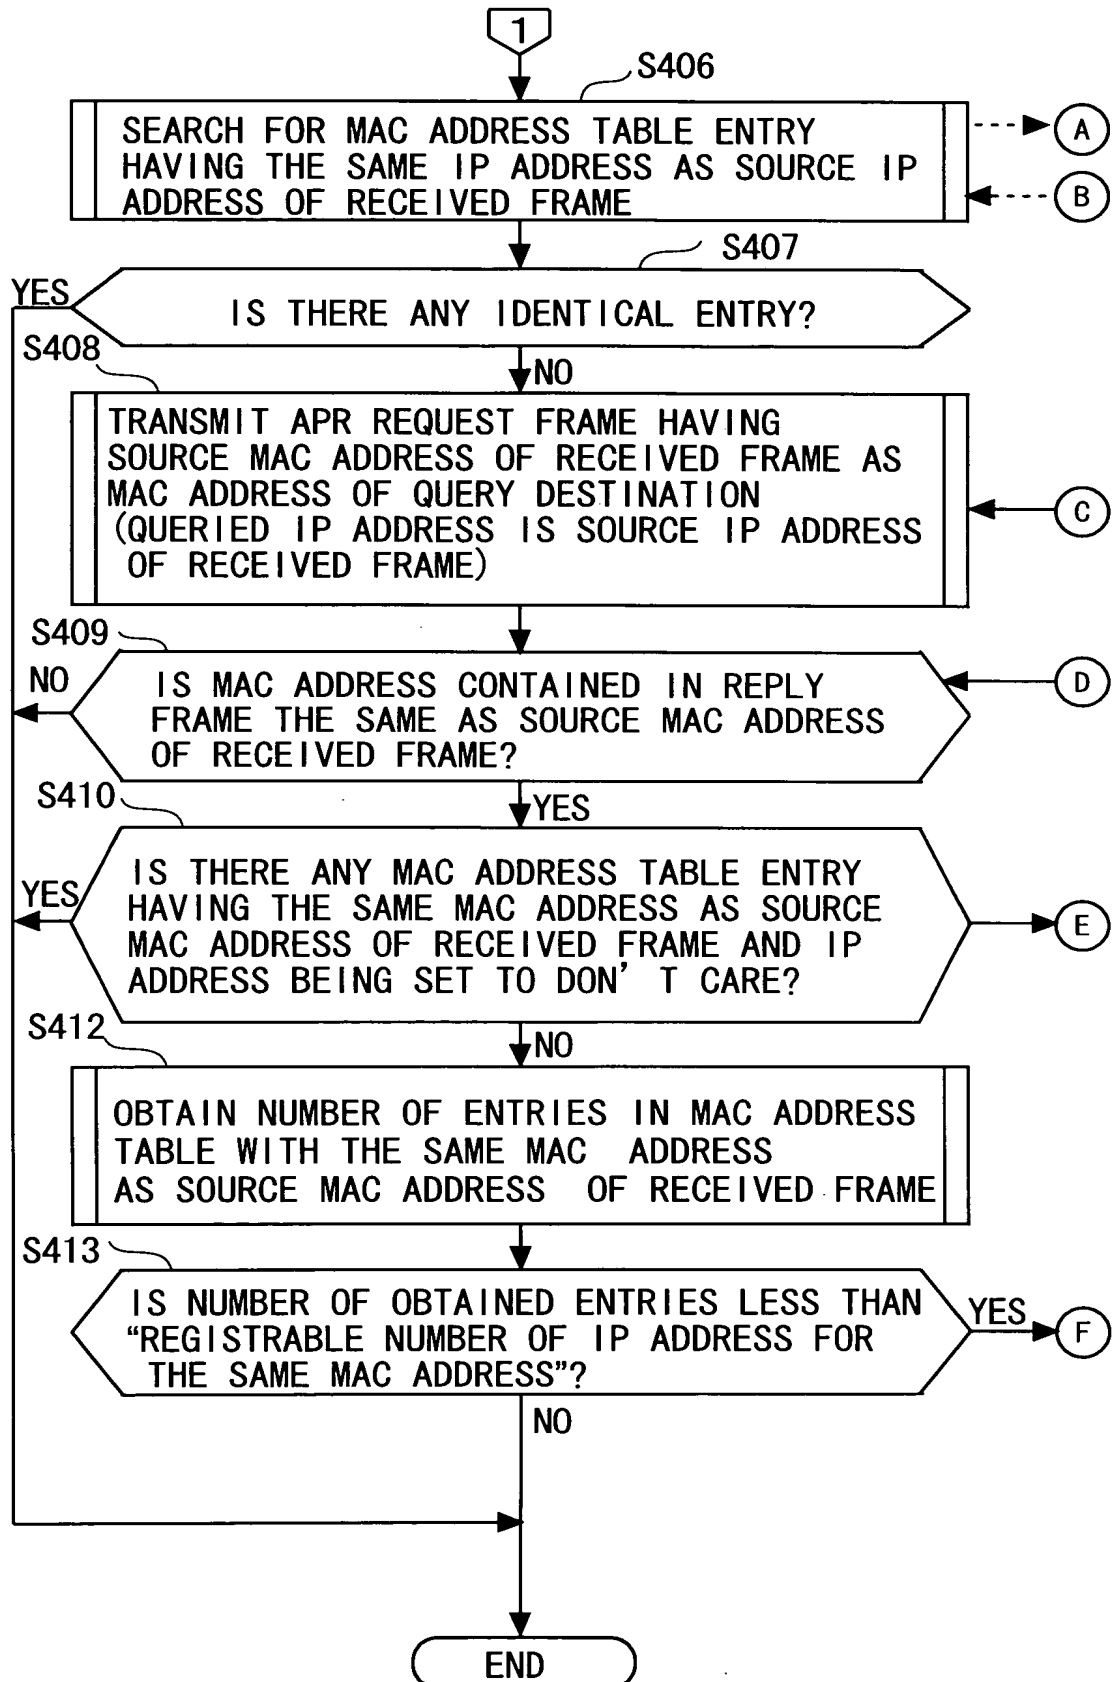 1
S406
SEARCH FOR MAC ADDRESS TABLE ENTRY
HAVING THE SAME IP ADDRESS AS SOURCE IP
ADDRESS OF RECEIVED FRAME
A
B
S407
YES
IS THERE ANY IDENTICAL ENTRY?
S408
NO
TRANSMIT APR REQUEST FRAME HAVING
SOURCE MAC ADDRESS OF RECEIVED FRAME AS
MAC ADDRESS OF QUERY DESTINATION
(QUERIED IP ADDRESS IS SOURCE IP ADDRESS
OF RECEIVED FRAME)
C
S409
NO
IS MAC ADDRESS CONTAINED IN REPLY
FRAME THE SAME AS SOURCE MAC ADDRESS
OF RECEIVED FRAME?
D
S410
YES
IS THERE ANY MAC ADDRESS TABLE ENTRY
HAVING THE SAME MAC ADDRESS AS SOURCE
MAC ADDRESS OF RECEIVED FRAME AND IP
ADDRESS BEING SET TO DON' T CARE?
YES
E
S412
NO
OBTAIN NUMBER OF ENTRIES IN MAC ADDRESS
TABLE WITH THE SAME MAC ADDRESS
AS SOURCE MAC ADDRESS OF RECEIVED FRAME
S413
IS NUMBER OF OBTAINED ENTRIES LESS THAN
“REGISTRABLE NUMBER OF IP ADDRESS FOR
THE SAME MAC ADDRESS”?
YES
F
NO
END